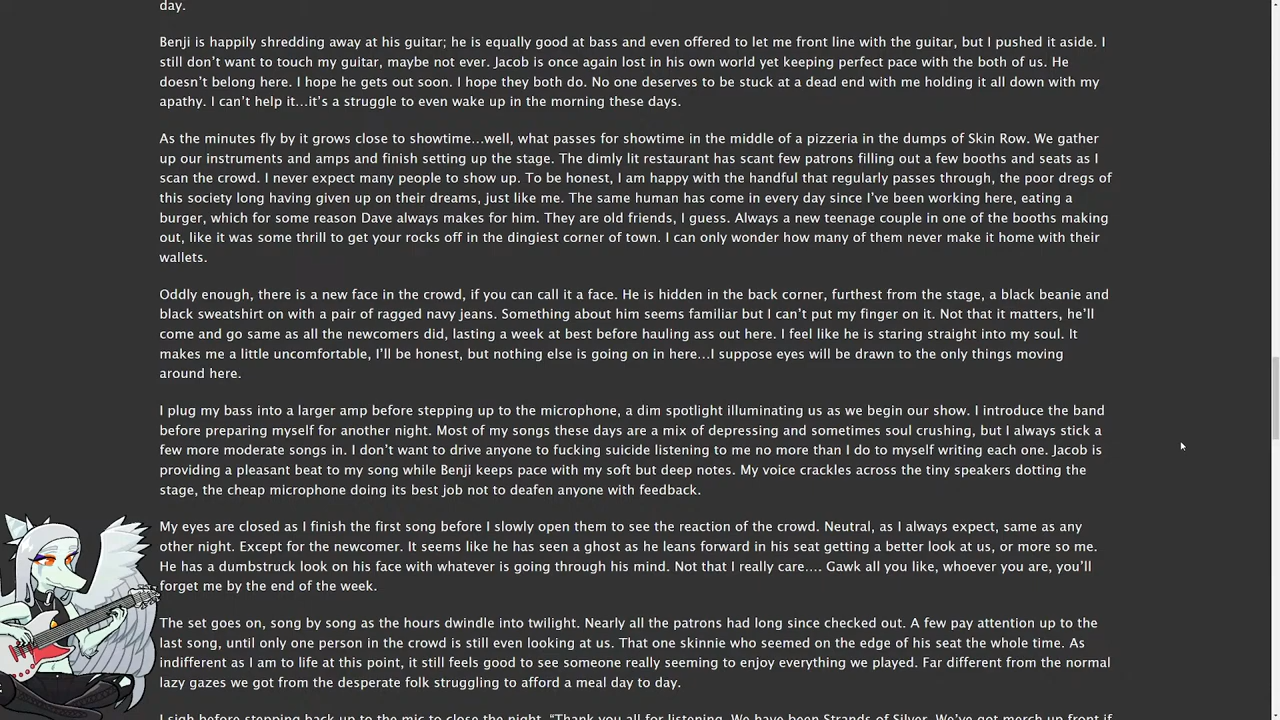 day.
Benji is happily shredding away at his guitar; he is equally good at bass and even offered to let me front line with the guitar, but I pushed it aside. I
still don't want to touch my guitar, maybe not ever. Jacob is once again lost in his own world yet keeping perfect pace with the both of us. He
doesn't belong here. I hope he gets out soon. I hope they both do. No one deserves to be stuck at a dead end with me holding it all down with my
apathy. I can't help it…it's a struggle to even wake up in the morning these days.
As the minutes fly by it grows close to showtime…well, what passes for showtime in the middle of a pizzeria in the dumps of Skin Row. We gather
up our instruments and amps and finish setting up the stage. The dimly lit restaurant has scant few patrons filling out a few booths and seats as I
scan the crowd. I never expect many people to show up. To be honest, I am happy with the handful that regularly passes through, the poor dregs of
this society long having given up on their dreams, just like me. The same human has come in every day since I've been working here, eating a
burger, which for some reason Dave always makes for him. They are old friends, I guess. Always a new teenage couple in one of the booths making
out, like it was some thrill to get your rocks off in the dingiest corner of town. I can only wonder how many of them never make it home with their
wallets.
Oddly enough, there is a new face in the crowd, if you can call it a face. He is hidden in the back corner, furthest from the stage, a black beanie and
black sweatshirt on with a pair of ragged navy jeans. Something about him seems familiar but I can't put my finger on it. Not that it matters, he'll
come and go same as all the newcomers did, lasting a week at best before hauling ass out here. I feel like he is staring straight into my soul. It
makes me a little uncomfortable, I'll be honest, but nothing else is going on in here…I suppose eyes will be drawn to the only things moving
around here.
I plug my bass into a larger amp before stepping up to the microphone, a dim spotlight illuminating us as we begin our show. I introduce the band
before preparing myself for another night. Most of my songs these days are a mix of depressing and sometimes soul crushing, but I always stick a
few more moderate songs in. I don't want to drive anyone to fucking suicide listening to me no more than I do to myself writing each one. Jacob is
providing a pleasant beat to my song while Benji keeps pace with my soft but deep notes. My voice crackles across the tiny speakers dotting the
stage, the cheap microphone doing its best job not to deafen anyone with feedback.
My eyes are closed as I finish the first song before I slowly open them to see the reaction of the crowd. Neutral, as I always expect, same as any
other night. Except for the newcomer. It seems like he has seen a ghost as he leans forward in his seat getting a better look at us, or more so me.
He has a dumbstruck look on his face with whatever is going through his mind. Not that I really care…. Gawk all you like, whoever you are, you'll
forget me by the end of the week.
The set goes on, song by song as the hours dwindle into twilight. Nearly all the patrons had long since checked out. A few pay attention up to the
last song, until only one person in the crowd is still even looking at us. That one skinnie who seemed on the edge of his seat the whole time. As
indifferent as I am to life at this point, it still feels good to see someone really seeming to enjoy everything we played. Far different from the normal
lazy gazes we got from the desperate folk struggling to afford a meal day to day.
I sigh before stepping back up to the mic to close the night. "Thank you all for listening. We have been Strands of Silver. We've got merch up front if